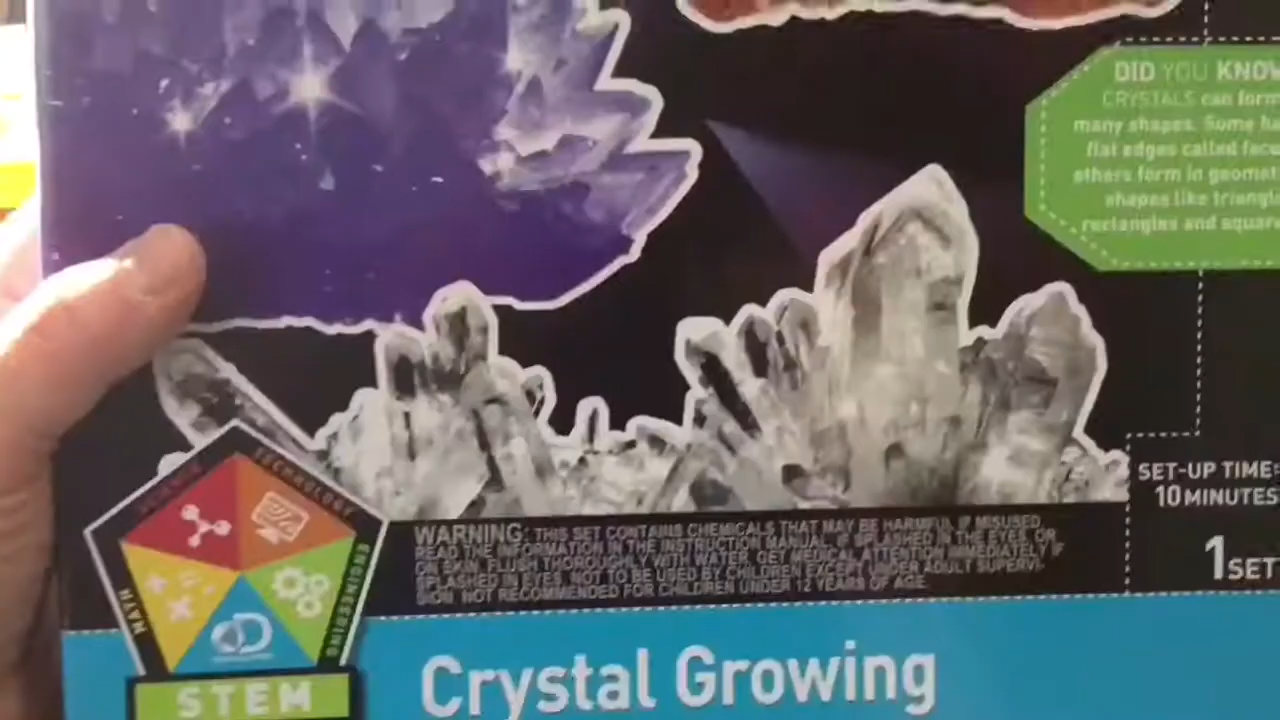 DID YOU KNOW
CRYSTALS can form
many shapes. Some ha
flat edges called face
others form in geomet
shapes like triangle
rectangles and square
SET-UP TIME:
10 MINUTES
1 SET
WARNING: THIS SET CONTAINS CHEMICALS THAT MAY BE HARMFUL IF MISUSED.
READ THE INFORMATION IN THE INSTRUCTION MANUAL. IF SPLASHED IN THE EYES, OR
ON SKIN, FLUSH THOROUGHLY WITH WATER. GET MEDICAL ATTENTION IMMEDIATELY IF
SPLASHED IN EYES. NOT TO BE USED BY CHILDREN EXCEPT UNDER ADULT SUPERVI-
SION. NOT RECOMMENDED FOR CHILDREN UNDER 12 YEARS OF AGE.
SCIENCE
TECHNOLOGY
ENGINEERING
MATH
STEM
Crystal Growing